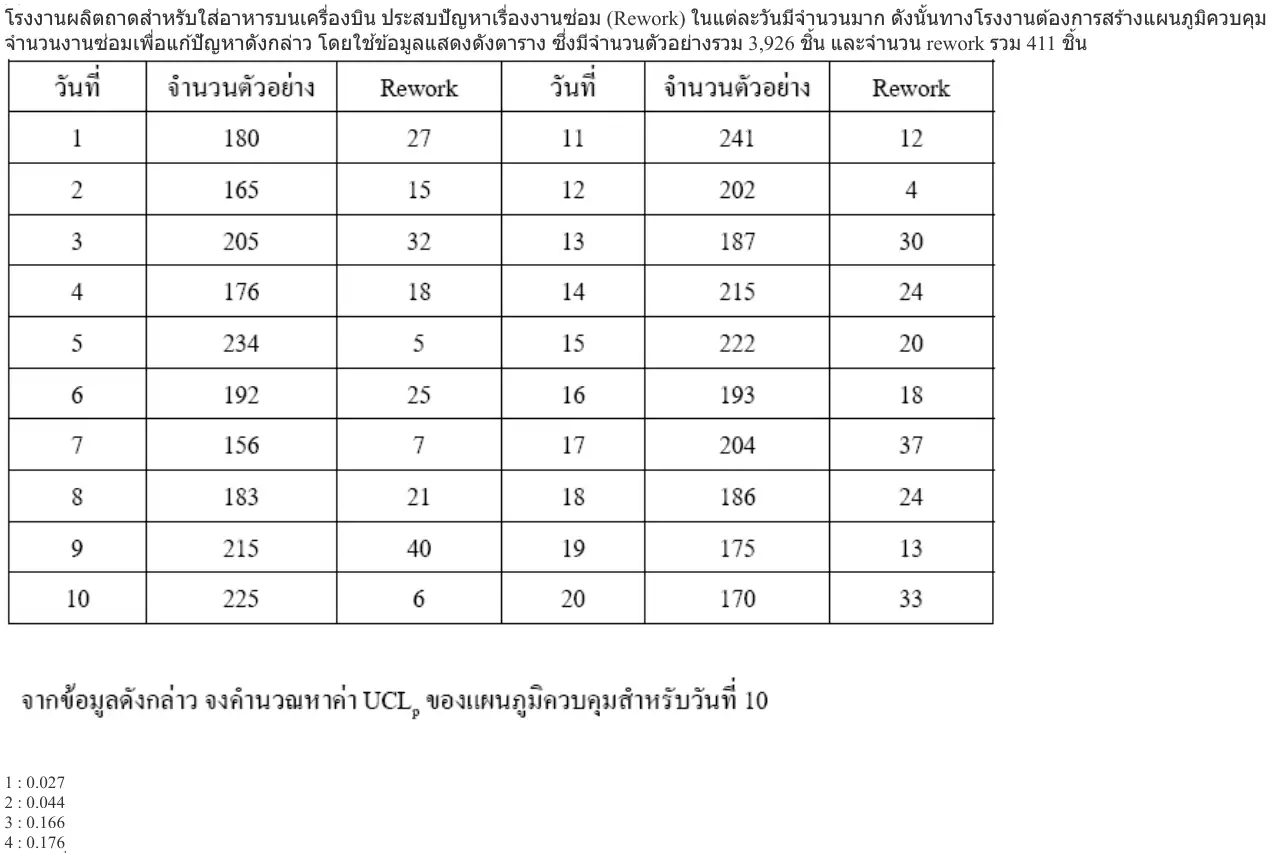 โรงงานผลิตถาดสำหรับใส่อาหารบนเครื่องบิน ประสบปัญหาเรื่องงานซ่อม (Rework) ในแต่ละวันมีจำนวนมาก ดังนั้นทางโรงงานต้องการสร้างแผนภูมิควบคุม
จำนวนงานซ่อมเพื่อแก้ปัญหาดังกล่าว โดยใช้ข้อมูลแสดงดังตาราง ซึ่งมีจำนวนตัวอย่างรวม 3,926 ชิ้น และจำนวน rework รวม 411 ชิ้น
วันที่ จำนวนตัวอย่าง Rework วันที่ จำนวนตัวอย่าง Rework
1 180 27 11 241 12
2 165 15 12 202 4
3 205 32 13 187 30
4 176 18 14 215 24
5 234 5 15 222 20
6 192 25 16 193 18
7 156 7 17 204 37
8 183 21 18 186 24
9 215 40 19 175 13
10 225 6 20 170 33
จากข้อมูลดังกล่าว จงคำนวณหาค่า UCLp ของแผนภูมิควบคุมสำหรับวันที่ 10
1 : 0.027
2 : 0.044
3 : 0.166
4 : 0.176